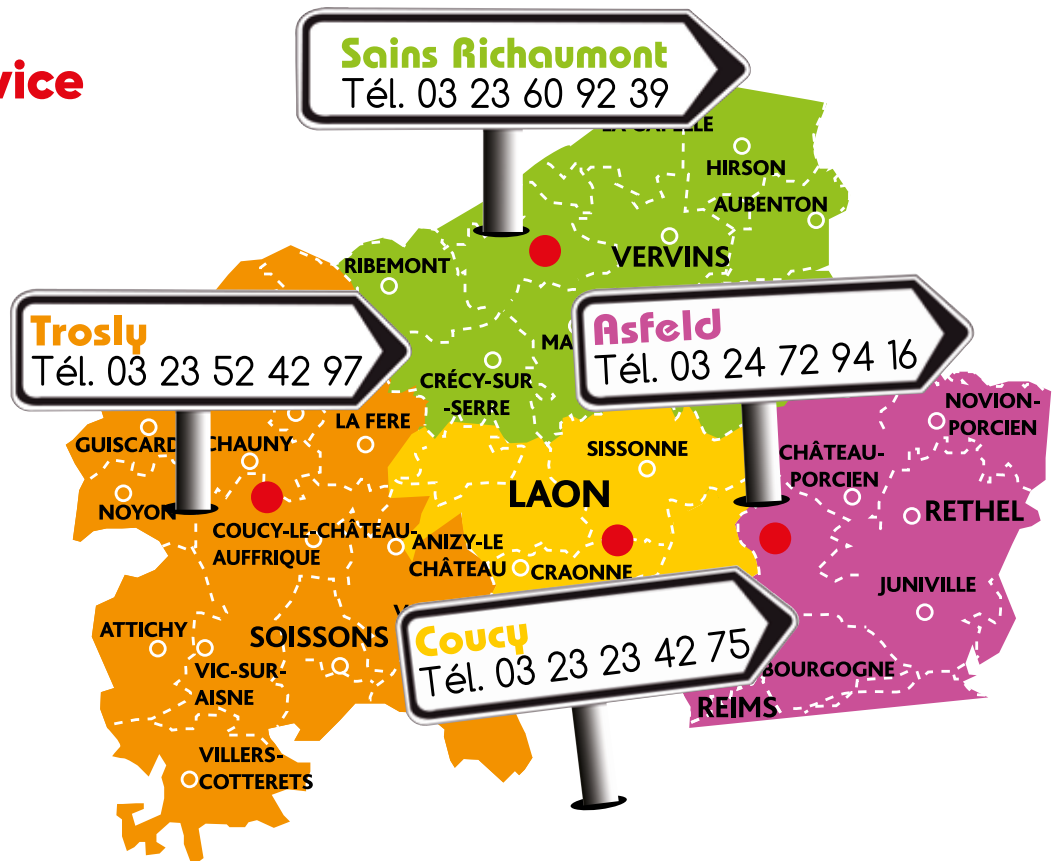 Sains Richaumont
Tél. 03 23 60 92 39
HIRSON
AUBENTON
VERVINS
RIBEMONT
Trosly
Tél. 03 23 52 42 97
Asfeld
Tél. 03 24 72 94 16
CRÉCY-SUR
-SERRE
NOVION-
PORCIEN
LA FERE
GUISCARD
CHAUNY
SISSONNE
CHÂTEAU-
PORCIEN
LAON
NOYON
RETHEL
COUCY-LE-CHÂTEAU-
AUFFRIQUE
ANIZY-LE
CHÂTEAU
CRAONNE
JUNIVILLE
ATTICHY
SOISSONS
Coucy
Tél. 03 23 23 42 75
VIC-SUR-
AISNE
BOURGOGNE
REIMS
VILLERS-
COTTERETS